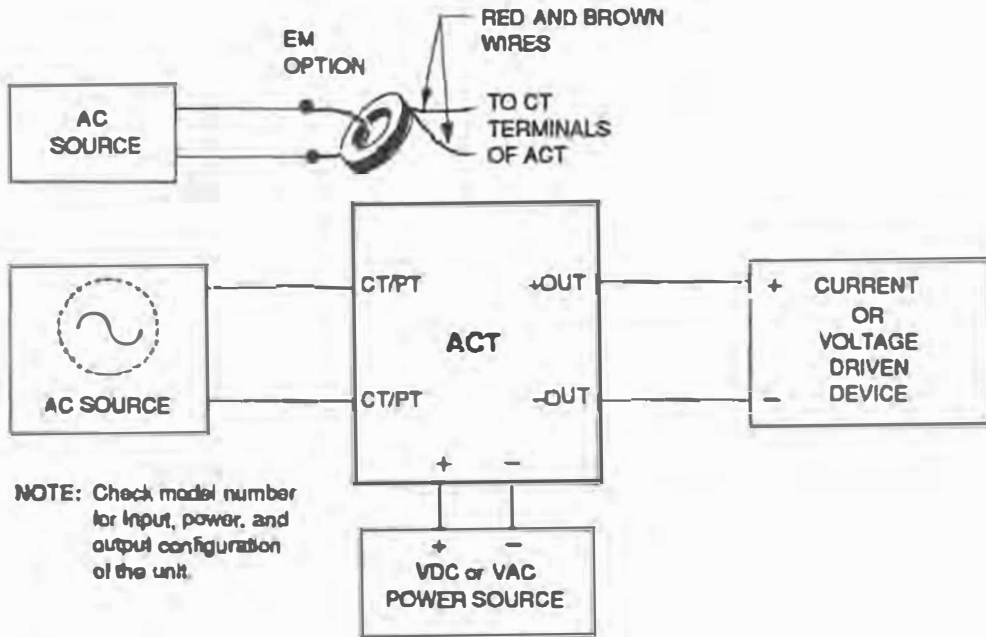 RED AND BROWN
WIRES
EM
OPTION
AC
SOURCE
TO CT
TERMINALS
OF ACT
CT/PT
+OUT
+
CURRENT
OR
VOLTAGE
DRIVEN
DEVICE
ACT
AC SOURCE
CT/PT
-OUT
-
+ -
NOTE: Check model number
for input, power, and
output configuration
of the unit.
+ -
VDC or VAC
POWER SOURCE